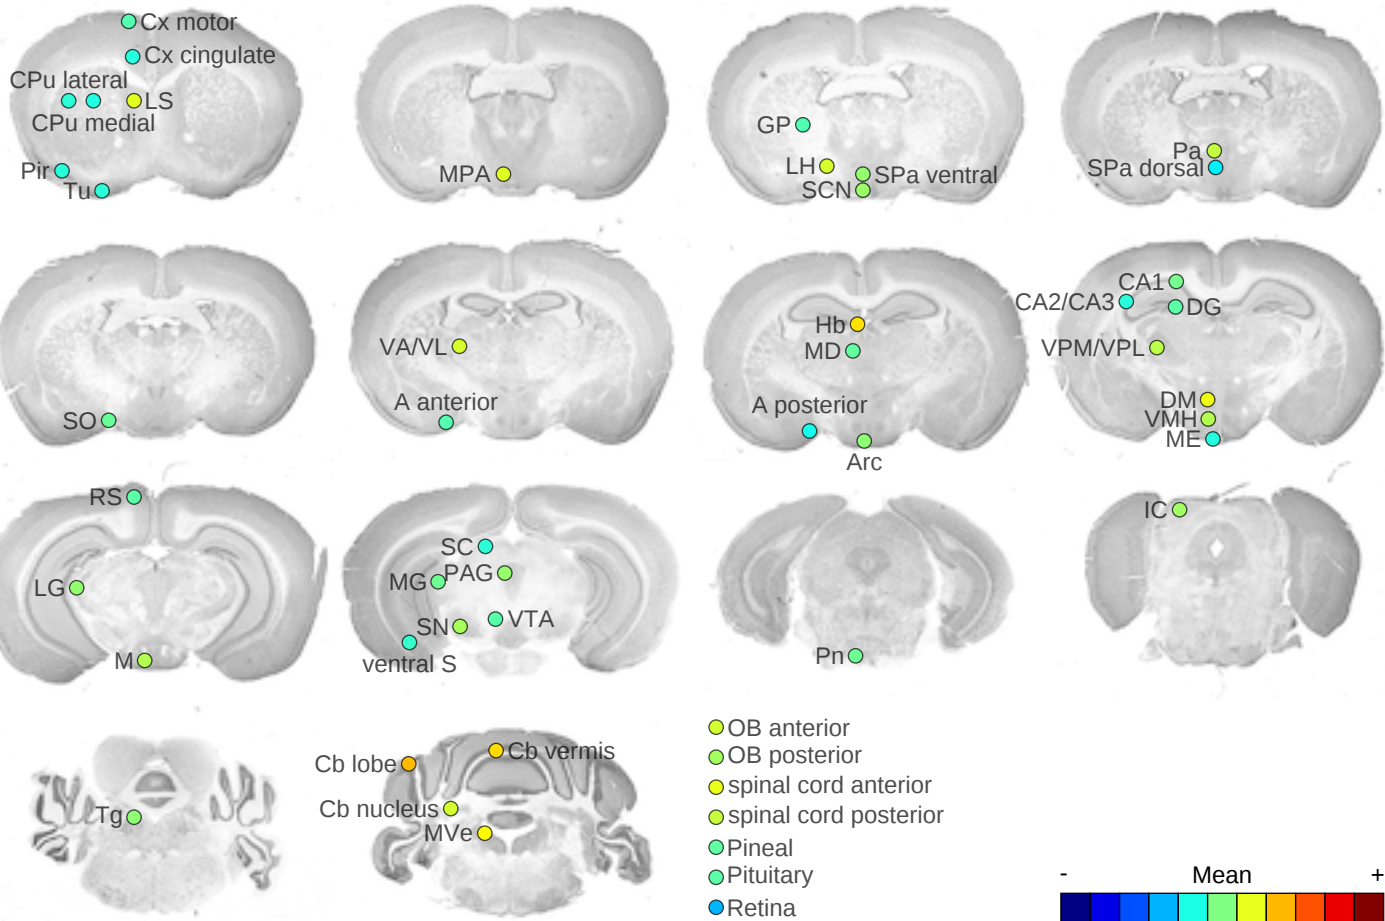 Cx motor
Cx cingulate
CPu lateral
LS
CPu medial
Pir
Tu
MPA
GP
LH
SPa ventral
SCN
Pa
SPa dorsal
SO
VA/VL
A anterior
Hb
MD
A posterior
Arc
CA1
CA2/CA3
DG
VPM/VPL
DM
VMH
ME
RS
LG
M
SC
MG
PAG
SN
VTA
ventral S
Pn
IC
Tg
Cb lobe
Cb vermis
Cb nucleus
MVe
OB anterior
OB posterior
spinal cord anterior
spinal cord posterior
Pineal
Pituitary
Retina
- Mean +